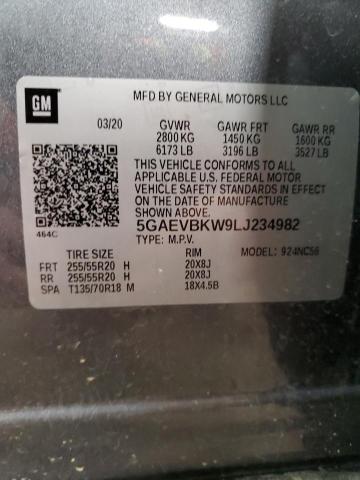 GM
MFD BY GENERAL MOTORS LLC
03/20 GVWR GAWR FRT GAWR RR
2800 KG 1450 KG 1600 KG
6173 LB 3196 LB 3527 LB
THIS VEHICLE CONFORMS TO ALL
APPLICABLE U.S. FEDERAL MOTOR
VEHICLE SAFETY STANDARDS IN EFFECT
ON THE DATE OF MANUFACTURE
SHOWN ABOVE.
464C
5GAEVBKW9LJ234982
TYPE: M.P.V.
TIRE SIZE RIM MODEL: 924NC56
FRT 255/55R20 H 20X8J
RR 255/55R20 H 20X8J
SPA T135/70R18 M 18X4.5B